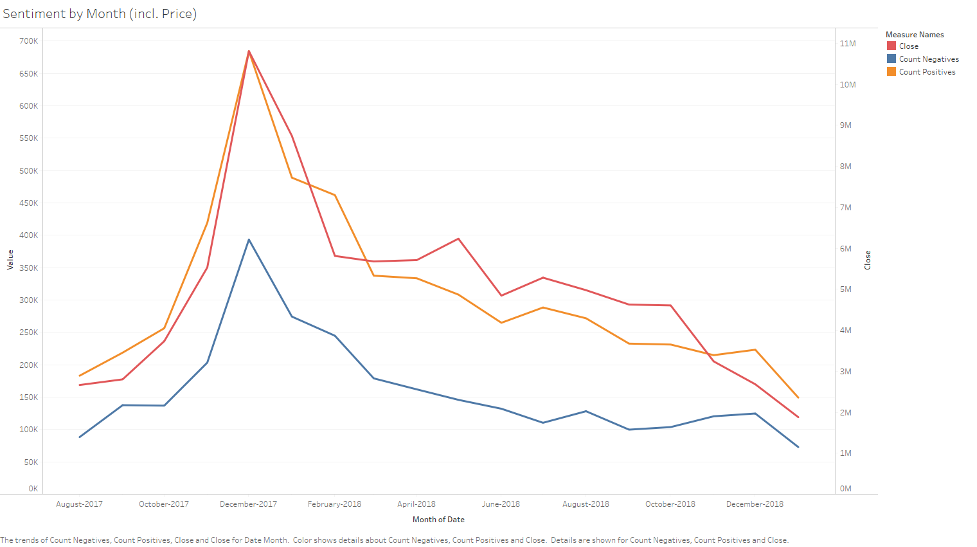 Sentiment by Month (incl. Price)
Measure Names
Close
Count Negatives
Count Positives
700K
650K
600K
550K
500K
450K
400K
350K
300K
250K
200K
150K
100K
50K
0K
Value
11M
10M
9M
8M
7M
6M
5M
4M
3M
2M
1M
0M
Close
August-2017
October-2017
December-2017
February-2018
April-2018
June-2018
August-2018
October-2018
December-2018
Month of Date
The trends of Count Negatives, Count Positives, Close and Close for Date Month.  Color shows details about Count Negatives, Count Positives and Close.  Details are shown for Count Negatives, Count Positives and Close.